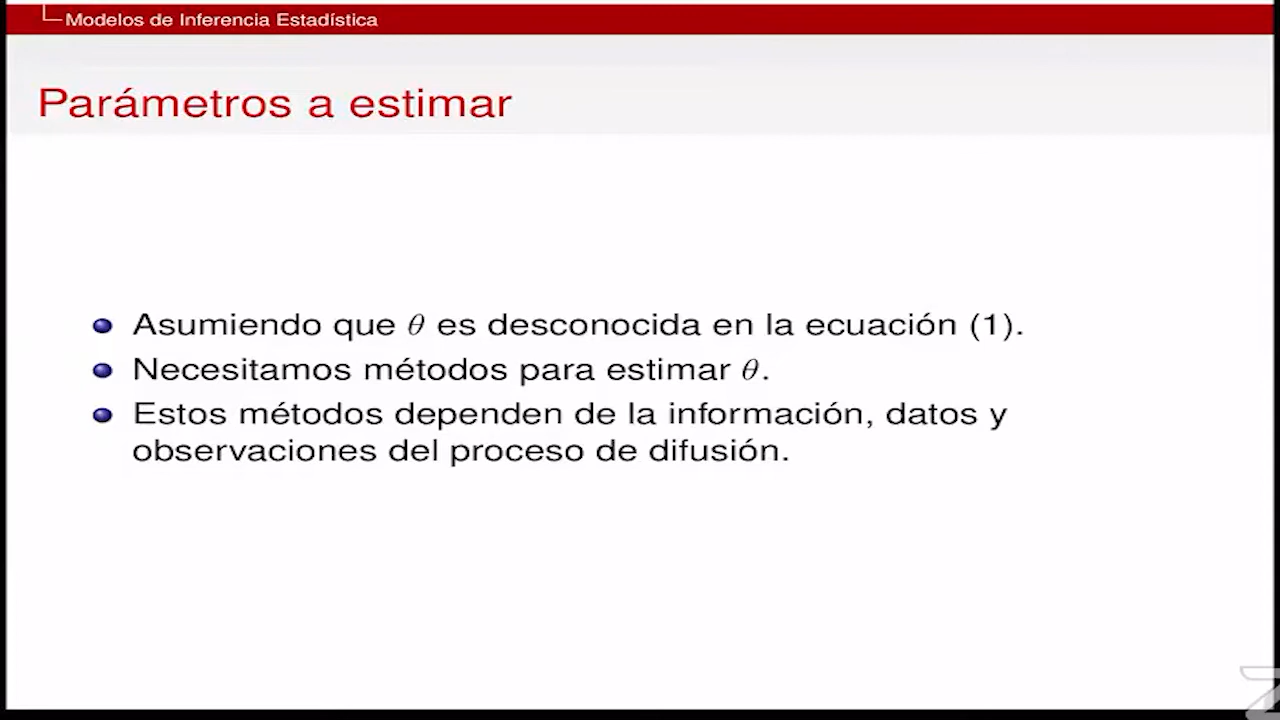 Modelos de Inferencia Estadística
Parámetros a estimar
Asumiendo que θ es desconocida en la ecuación (1).
Necesitamos métodos para estimar θ.
Estos métodos dependen de la información, datos y
observaciones del proceso de difusión.